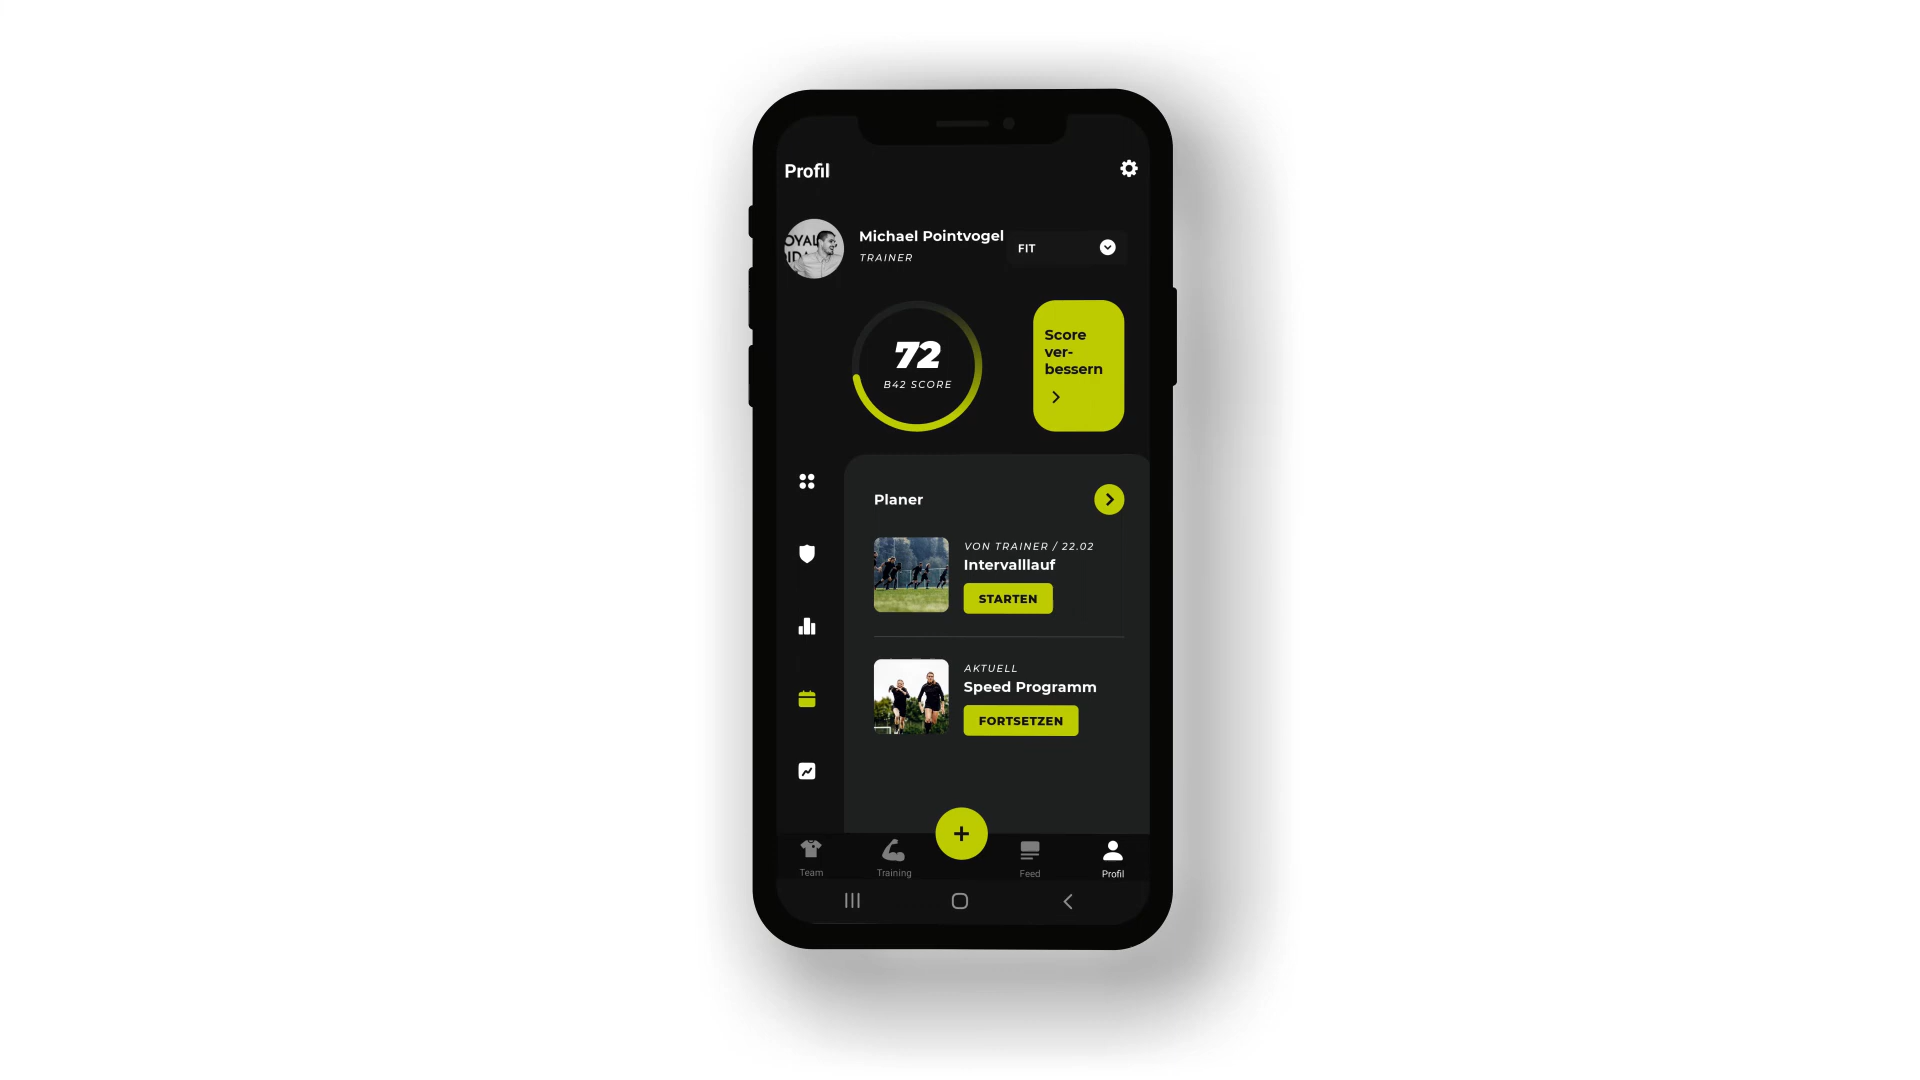 Profil
Michael Pointvogel
TRAINER
FIT
72
B42 SCORE
Score
ver-
bessern
Planer
VON TRAINER / 22.02
Intervalllauf
STARTEN
AKTUELL
Speed Programm
FORTSETZEN
Team
Training
Feed
Profil